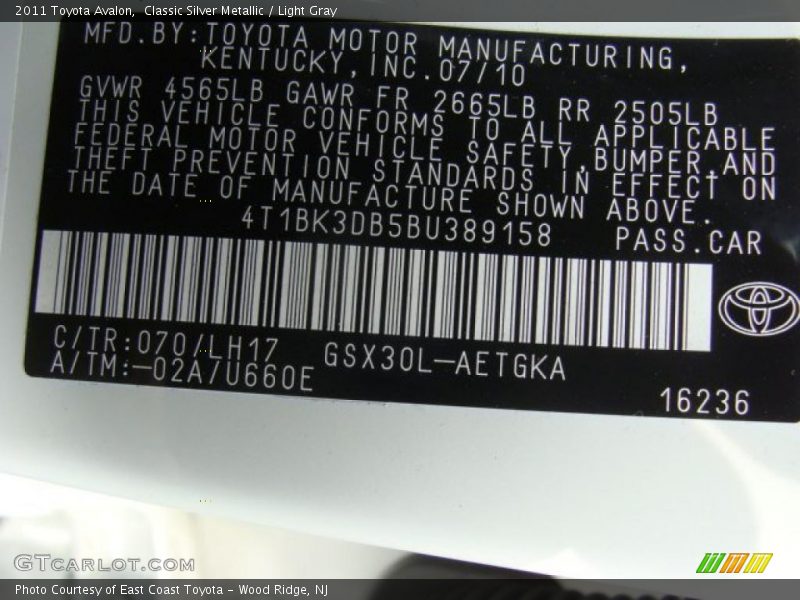 2011 Toyota Avalon,  Classic Silver Metallic / Light Gray
MFD.BY:TOYOTA MOTOR MANUFACTURING,
KENTUCKY,INC.07/10
GVWR 4565LB GAWR FR 2665LB RR 2505LB
THIS VEHICLE CONFORMS TO ALL APPLICABLE
FEDERAL MOTOR VEHICLE SAFETY,BUMPER,AND
THEFT PREVENTION STANDARDS IN EFFECT ON
THE DATE OF MANUFACTURE SHOWN ABOVE.
4T1BK3DB5BU389158 PASS.CAR
C/TR:070/LH17 GSX30L-AETGKA
A/TM:-02A/U660E
16236
GTCARLOT.COM
Photo Courtesy of East Coast Toyota - Wood Ridge, NJ